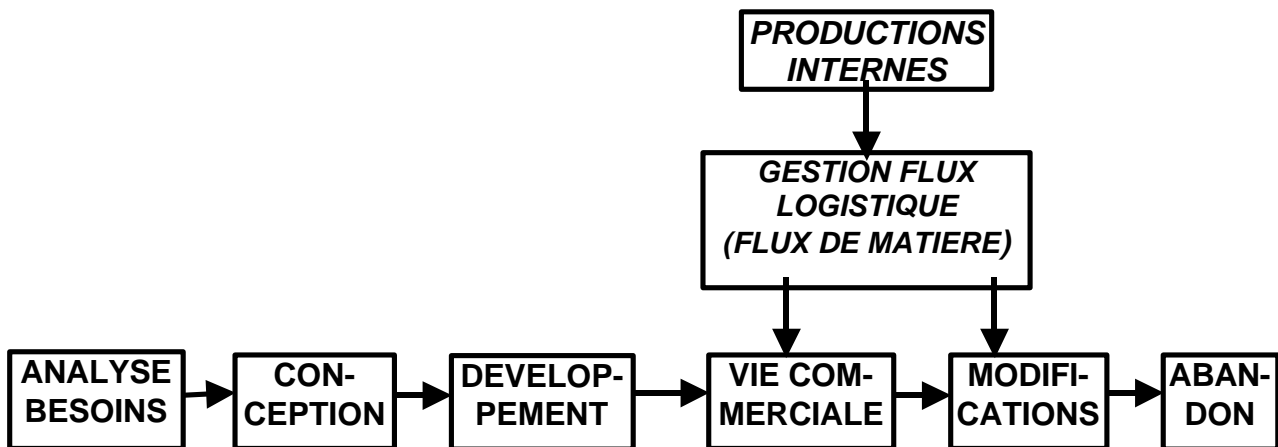 PRODUCTIONS
INTERNES
GESTION FLUX
LOGISTIQUE
(FLUX DE MATIERE)
ANALYSE
BESOINS
CON-
CEPTION
DEVELOP-
PEMENT
VIE COM-
MERCIALE
MODIFI-
CATIONS
ABAN-
DON